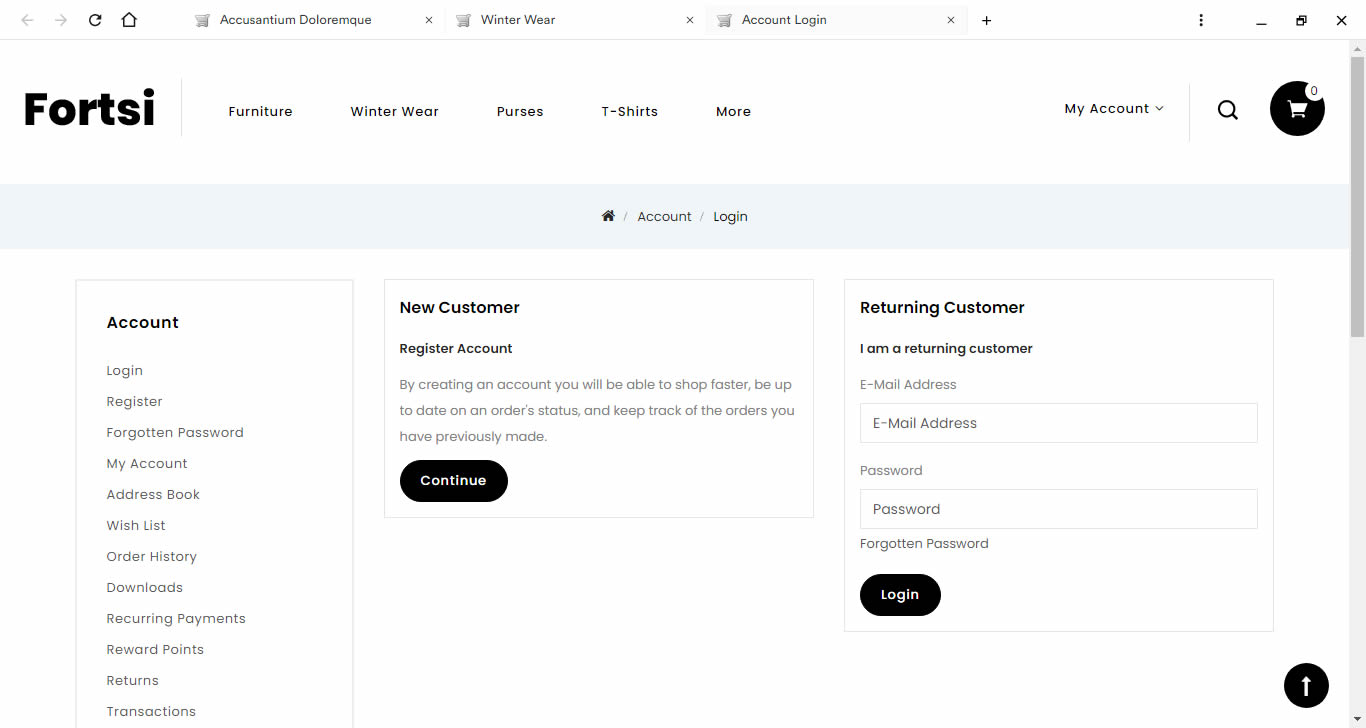 Accusantium Doloremque
Winter Wear
Account Login
Fortsi
Furniture
Winter Wear
Purses
T-Shirts
More
My Account
0
/ Account / Login
Account
Login
Register
Forgotten Password
My Account
Address Book
Wish List
Order History
Downloads
Recurring Payments
Reward Points
Returns
Transactions
New Customer
Register Account
By creating an account you will be able to shop faster, be up
to date on an order's status, and keep track of the orders you
have previously made.
Continue
Returning Customer
I am a returning customer
E-Mail Address
E-Mail Address
Password
Password
Forgotten Password
Login